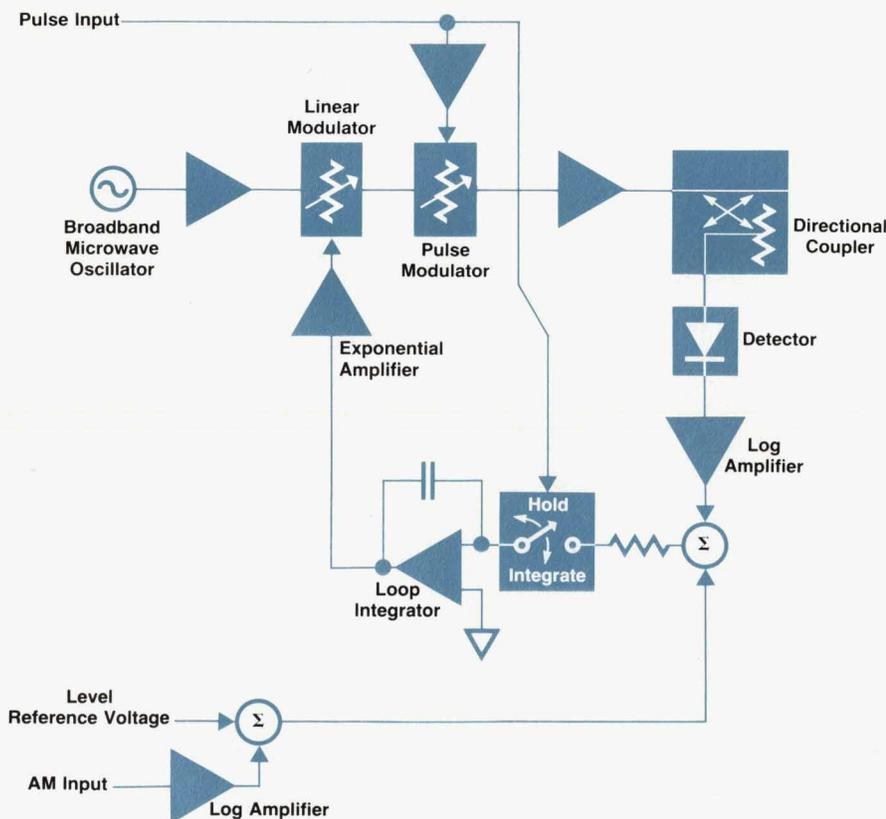 Pulse Input
Linear
Modulator
Broadband
Microwave
Oscillator
Pulse
Modulator
Directional
Coupler
Exponential
Amplifier
Detector
Log
Amplifier
Hold
Integrate
Σ
Loop
Integrator
Level
Reference Voltage
Σ
AM Input
Log Amplifier